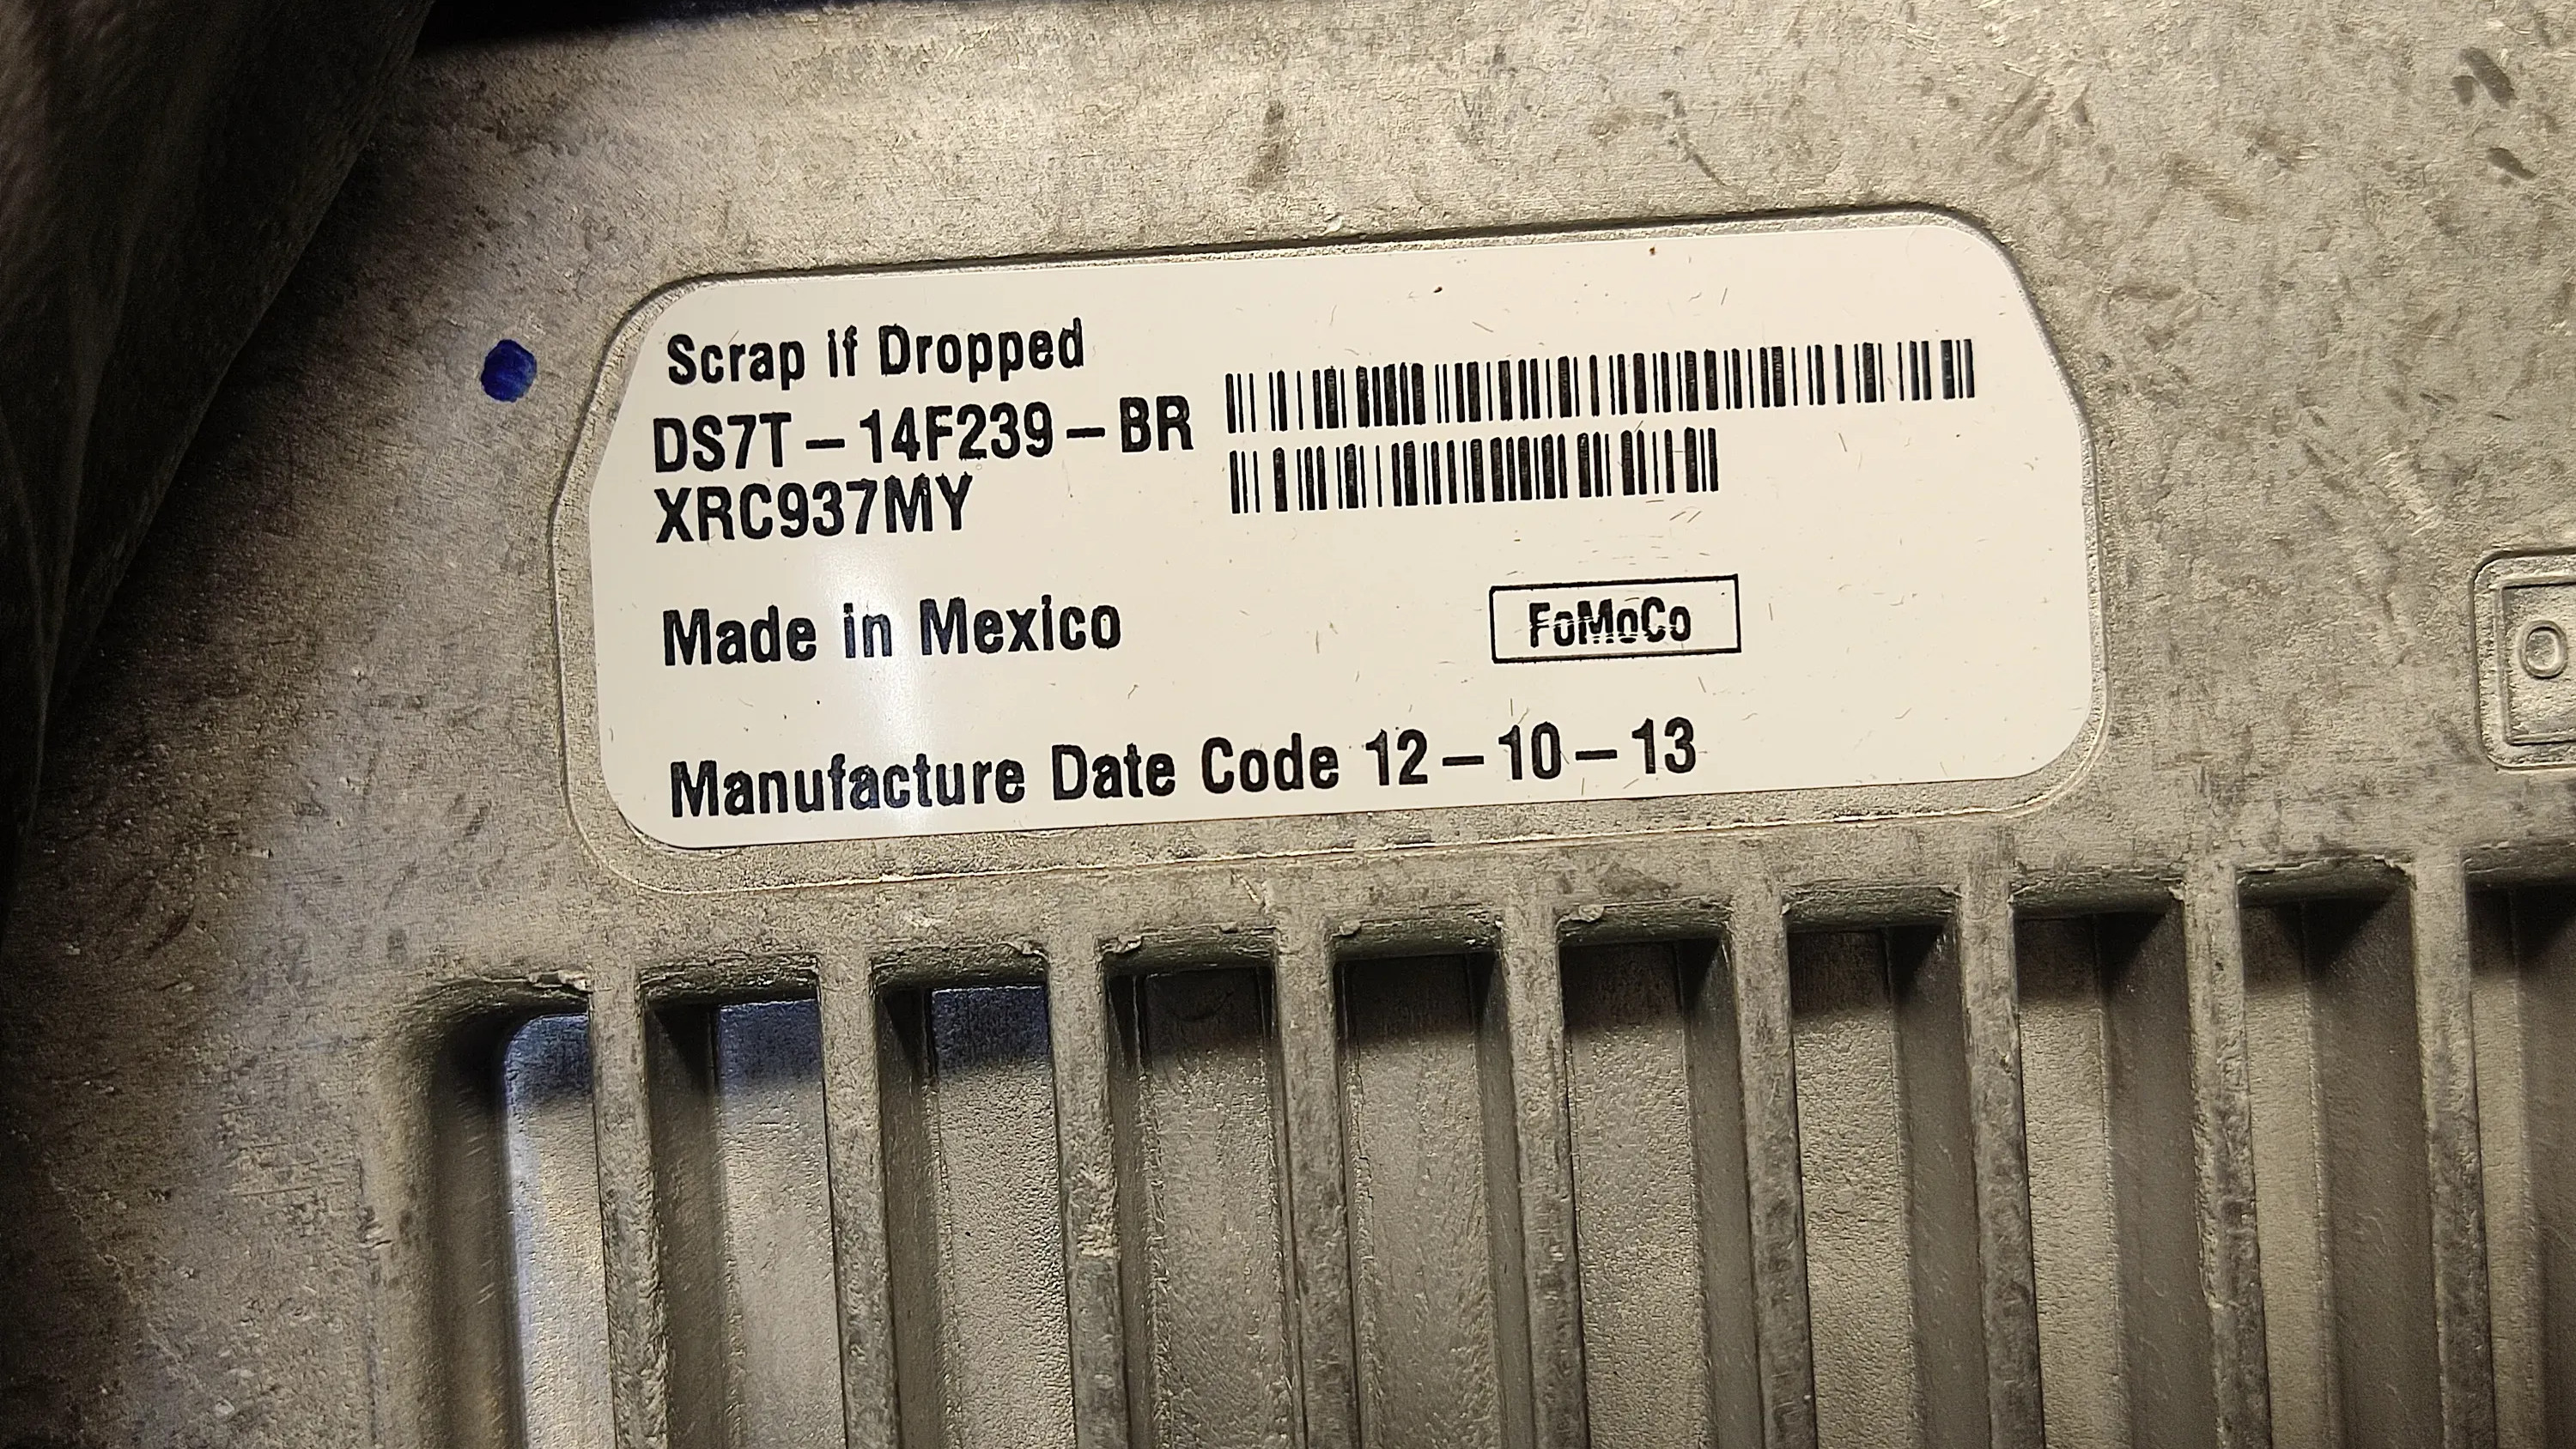 Scrap if Dropped
DS7T-14F239-BR
XRC937MY
Made in Mexico
FoMoCo
Manufacture Date Code 12-10-13